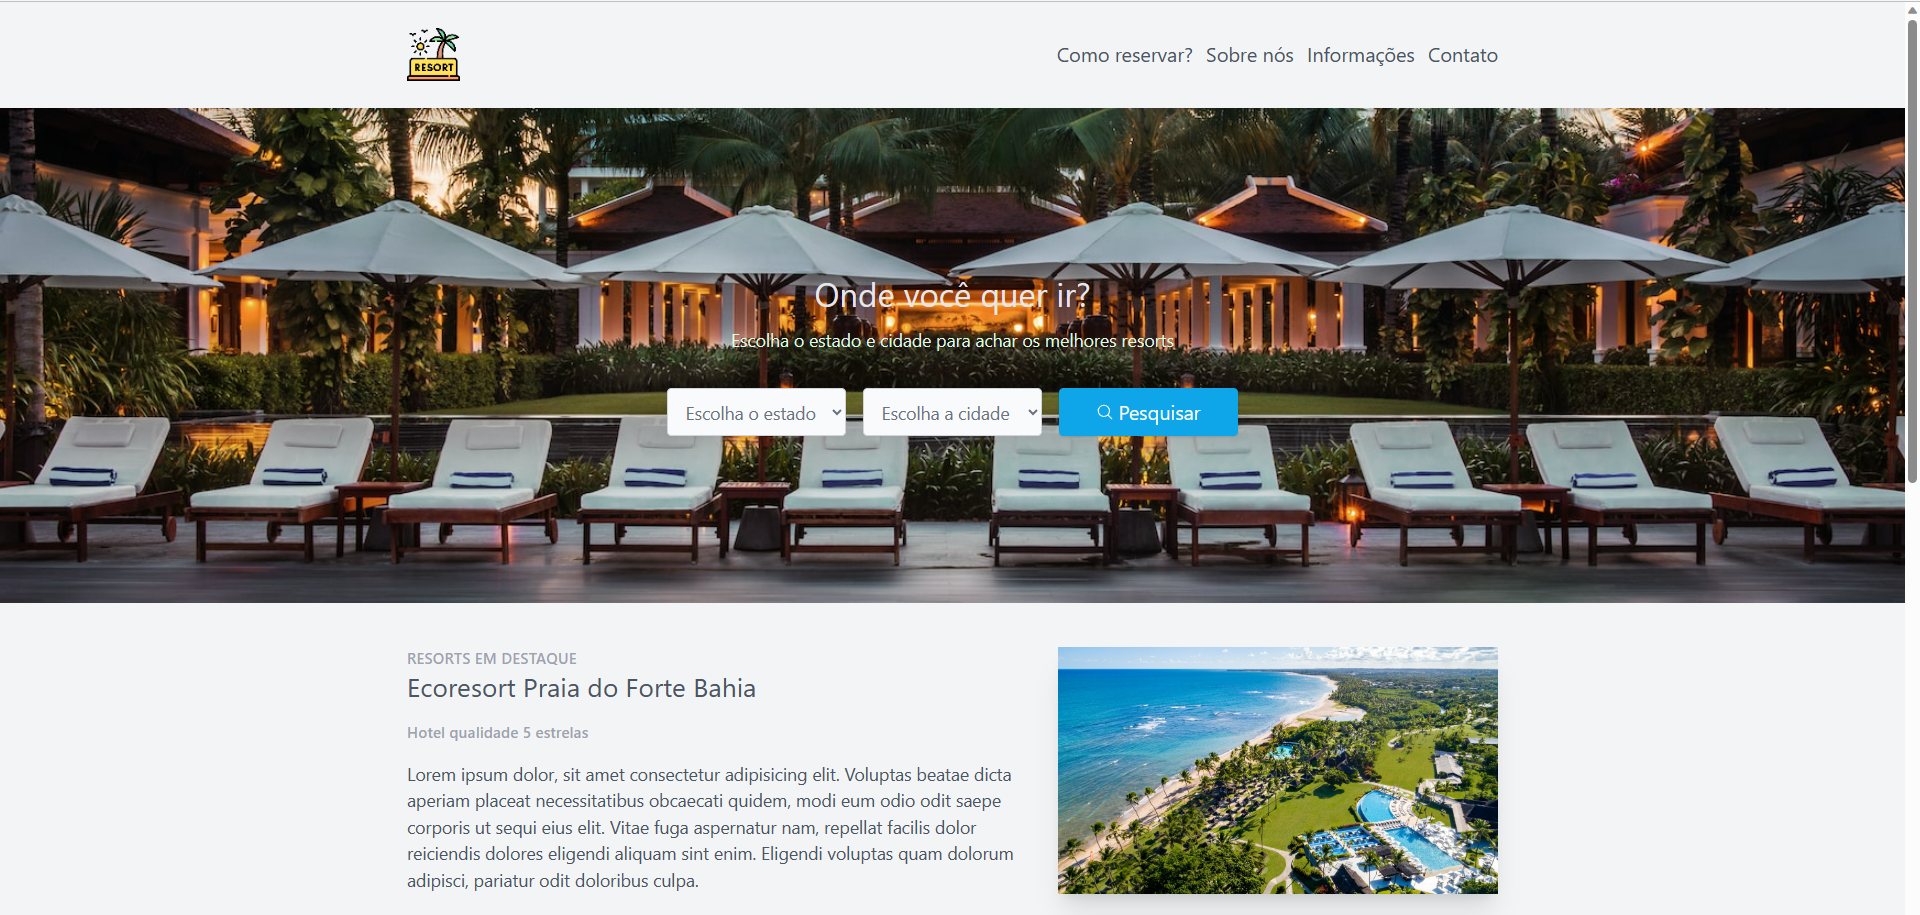 RESORT
Como reservar? Sobre nós Informações Contato
Onde você quer ir?
Escolha o estado e cidade para achar os melhores resorts
Escolha o estado Escolha a cidade Pesquisar
RESORTS EM DESTAQUE
Ecoresort Praia do Forte Bahia
Hotel qualidade 5 estrelas
Lorem ipsum dolor, sit amet consectetur adipisicing elit. Voluptas beatae dicta
aperiam placeat necessitatibus obcaecati quidem, modi eum odio odit saepe
corporis ut sequi eius elit. Vitae fuga aspernatur nam, repellat facilis dolor
reiciendis dolores eligendi aliquam sint enim. Eligendi voluptas quam dolorum
adipisci, pariatur odit doloribus culpa.